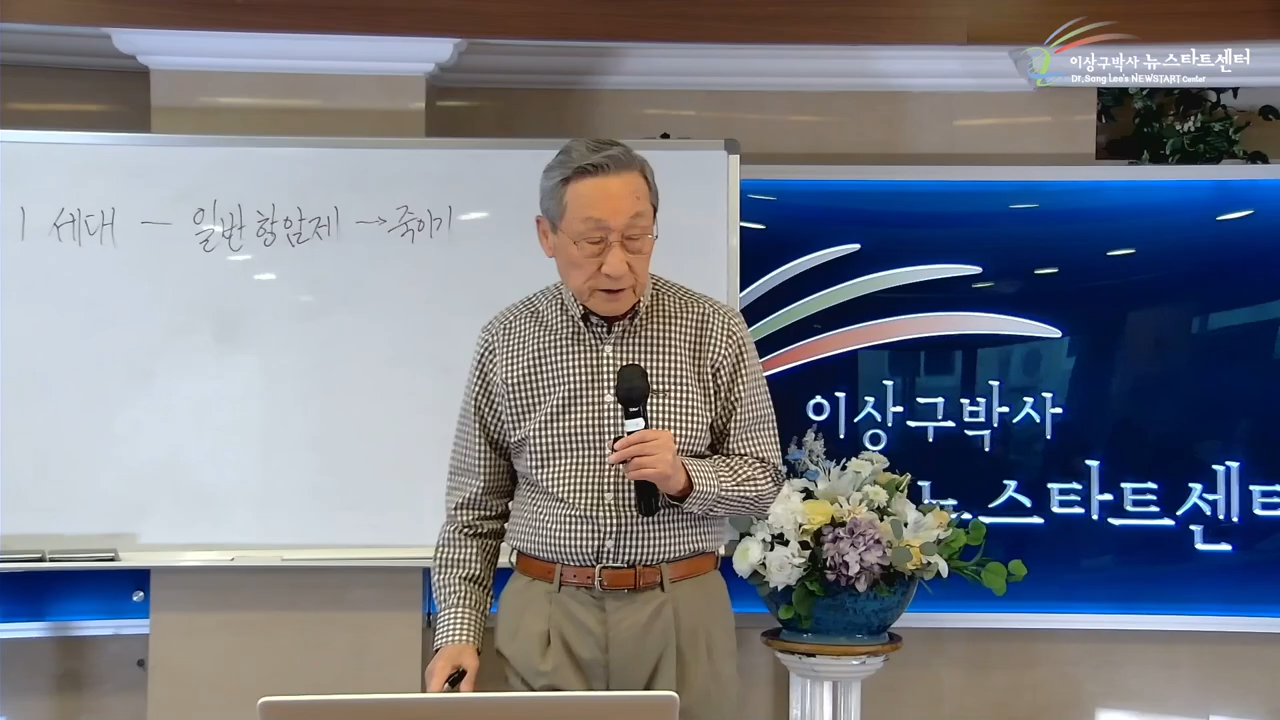 이상구박사 뉴스타트센터
Dr. Sang Lee's NEWSTART Center
1 세대 — 일반항암제 → 죽이기
이상구박사
뉴스타트센터